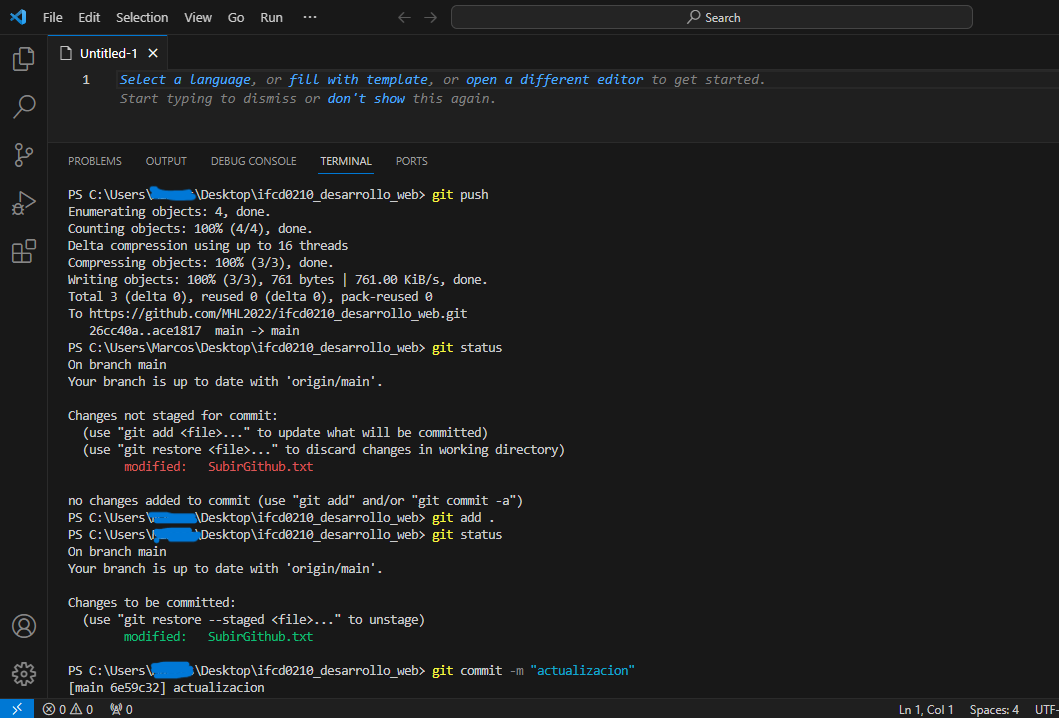 File Edit Selection View Go Run ··· Search
Untitled-1
1 Select a language, or fill with template, or open a different editor to get started.
Start typing to dismiss or don't show this again.
PROBLEMS OUTPUT DEBUG CONSOLE TERMINAL PORTS
PS C:\Users\ \Desktop\ifcd0210_desarrollo_web> git push
Enumerating objects: 4, done.
Counting objects: 100% (4/4), done.
Delta compression using up to 16 threads
Compressing objects: 100% (3/3), done.
Writing objects: 100% (3/3), 761 bytes | 761.00 KiB/s, done.
Total 3 (delta 0), reused 0 (delta 0), pack-reused 0
To https://github.com/MHL2022/ifcd0210_desarrollo_web.git
26cc40a..ace1817 main -> main
PS C:\Users\Marcos\Desktop\ifcd0210_desarrollo_web> git status
On branch main
Your branch is up to date with 'origin/main'.
Changes not staged for commit:
(use "git add <file>..." to update what will be committed)
(use "git restore <file>..." to discard changes in working directory)
modified: SubirGithub.txt
no changes added to commit (use "git add" and/or "git commit -a")
PS C:\Users\ \Desktop\ifcd0210_desarrollo_web> git add .
PS C:\Users\ \Desktop\ifcd0210_desarrollo_web> git status
On branch main
Your branch is up to date with 'origin/main'.
Changes to be committed:
(use "git restore --staged <file>..." to unstage)
modified: SubirGithub.txt
PS C:\Users\ \Desktop\ifcd0210_desarrollo_web> git commit -m "actualizacion"
[main 6e59c32] actualizacion
0 0 0 Ln 1, Col 1 Spaces: 4 UTF-